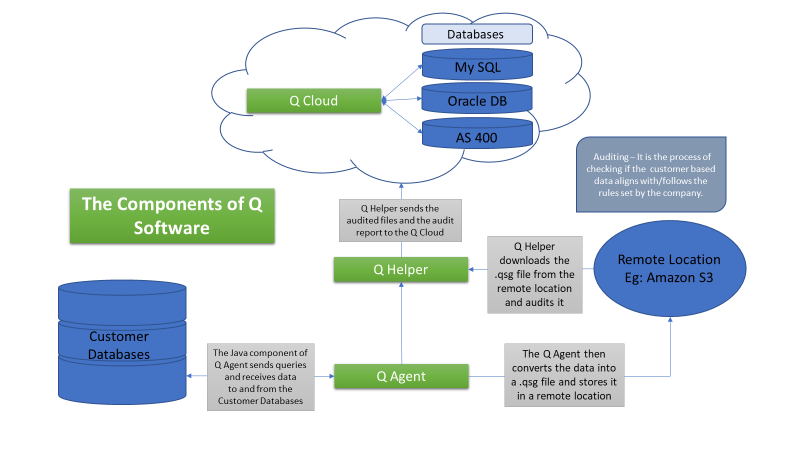 Databases
My SQL
Q Cloud
Oracle DB
AS 400
Auditing – It is the process of
checking if the customer based
data aligns with/follows the
rules set by the company.
The Components of Q
Software
Q Helper sends the
audited files and the audit
report to the Q Cloud
Q Helper
Q Helper
downloads the
.qsg file from the
remote location
and audits it
Remote Location
Eg: Amazon S3
Customer
Databases
The Java component of
Q Agent sends queries
and receives data
to and from the
Customer Databases
Q Agent
The Q Agent then
converts the data into
a .qsg file and stores it
in a remote location